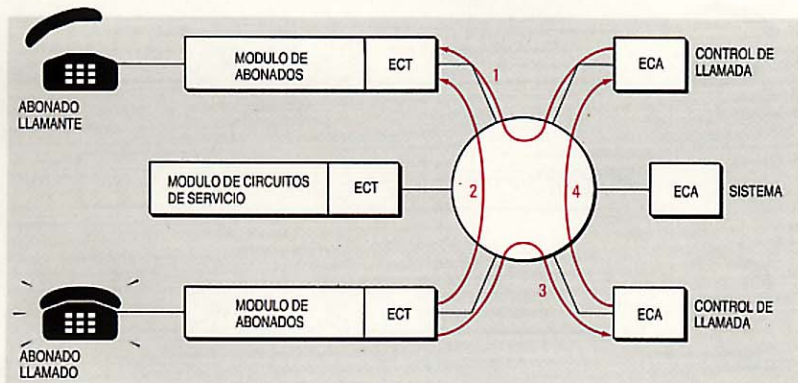 MODULO DE
ABONADOS
ECT
1
ECA
CONTROL DE
LLAMADA
ABONADO
LLAMANTE
MODULO DE CIRCUITOS
DE SERVICIO
ECT
2
4
ECA
SISTEMA
MODULO DE
ABONADOS
ECT
3
ECA
CONTROL DE
LLAMADA
ABONADO
LLAMADO